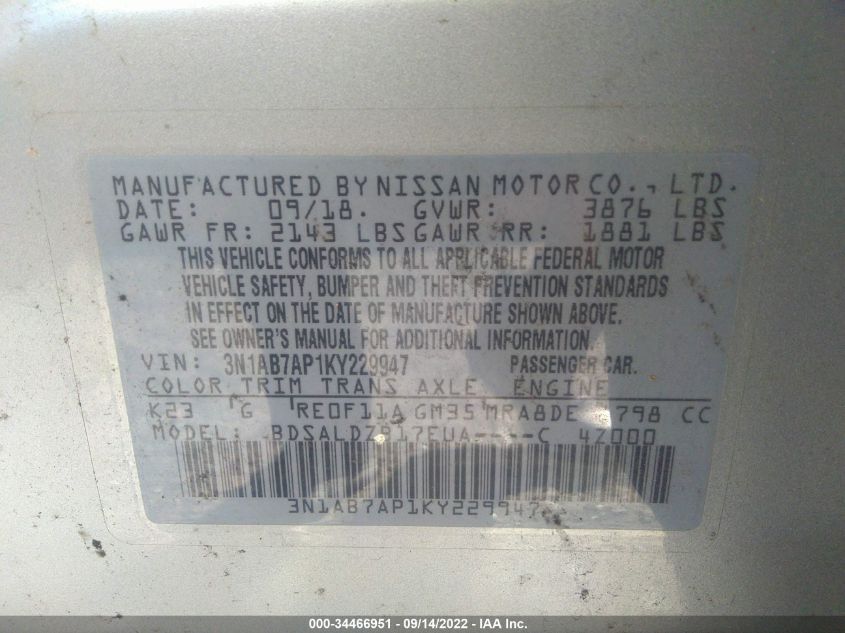 MANUFACTURED BY NISSAN MOTOR CO., LTD.
DATE: 09/18. GVWR: 3876 LBS
GAWR FR: 2143 LBS GAWR RR: 1881 LBS
THIS VEHICLE CONFORMS TO ALL APPLICABLE FEDERAL MOTOR
VEHICLE SAFETY, BUMPER AND THEFT PREVENTION STANDARDS
IN EFFECT ON THE DATE OF MANUFACTURE SHOWN ABOVE.
SEE OWNER'S MANUAL FOR ADDITIONAL INFORMATION.
VIN: 3N1AB7AP1KY229947 PASSENGER CAR.
COLOR TRIM TRANS AXLE ENGINE
K23 G RE0F11A GM35 MRA8DE 1798 CC
MODEL: 4Z000
3N1AB7AP1KY229947
000-34466951 - 09/14/2022 - IAA Inc.